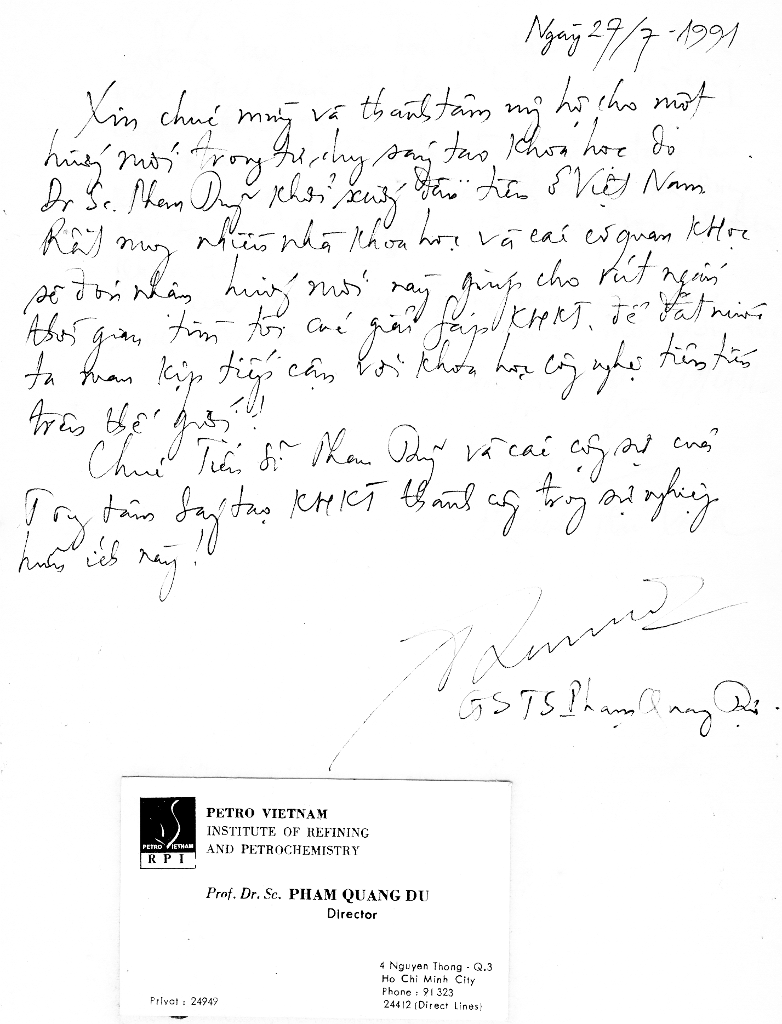 Ngày 27/7-1991
Xin chúc mừng và thành tâm ủng hộ cho một
hướng mới trong tư duy sáng tạo khoa học do
Dr Sc. Phan Dũng khởi xướng đầu tiên ở Việt Nam
Rất mong nhiều nhà khoa học và các cơ quan KHọc
sẽ đón nhận hướng mới này giúp cho rút ngắn
thời gian tìm tòi các giải pháp KHKT, để đất nước
ta mau kịp tiếp cận với khoa học công nghệ tiên tiến
trên thế giới!
Chúc Tiến sĩ Phan Dũng và các cộng sự của
Trung tâm Sáng tạo KHKT thành công trong sự nghiệp
hữu ích này!
GSTS Phạm Quang Dự.
PETRO VIETNAM
INSTITUTE OF REFINING
AND PETROCHEMISTRY
PETRO VIETNAM
RPI
Prof. Dr. Sc. PHAM QUANG DU
Director
4 Nguyen Thong - Q.3
Ho Chi Minh City
Phone : 91 323
24412 (Direct Lines)
Privat : 24949